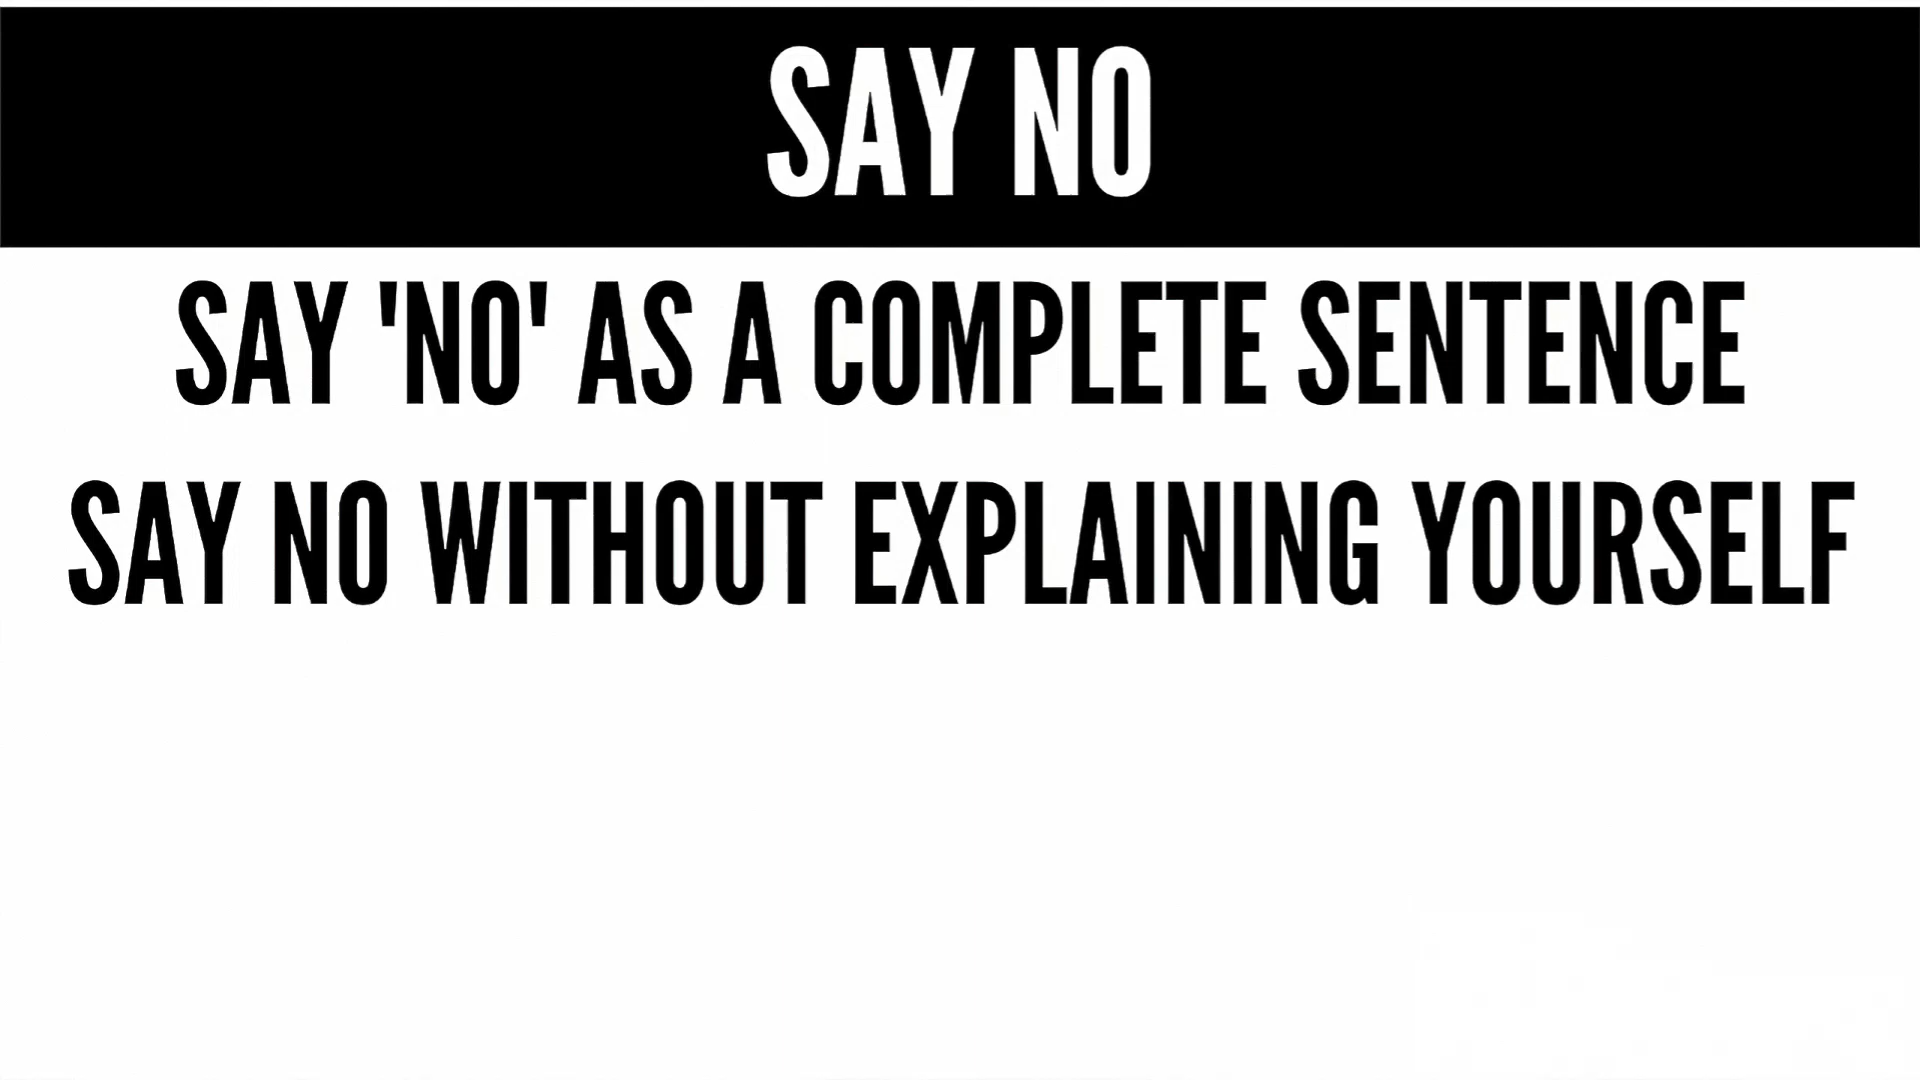 SAY NO
SAY 'NO' AS A COMPLETE SENTENCE
SAY NO WITHOUT EXPLAINING YOURSELF